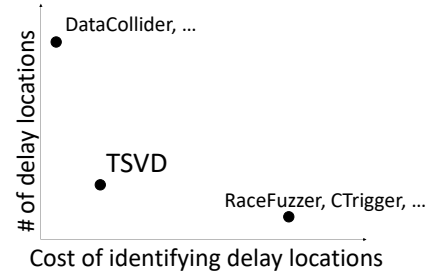 DataCollider, ...
# of delay locations
TSVD
RaceFuzzer, CTrigger, ...
Cost of identifying delay locations